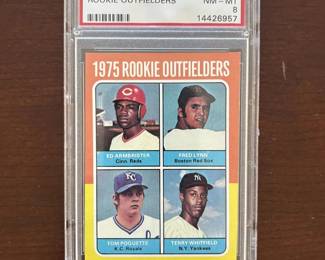 ROOKIE OUTFIELDERS
NM - MT
8
14426957
1975 ROOKIE OUTFIELDERS
ED ARMBRISTER
Cinn. Reds
FRED LYNN
Boston Red Sox
TOM POQUETTE
K.C. Royals
TERRY WHITFIELD
N.Y. Yankees